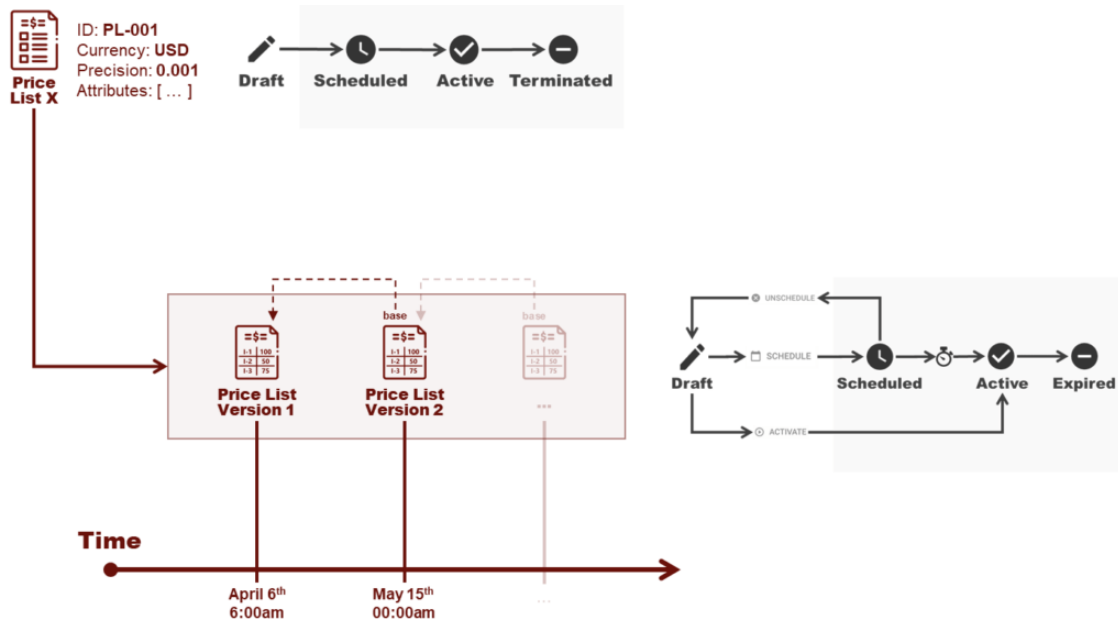 =$=
Price
List X
ID: PL-001
Currency: USD
Precision: 0.001
Attributes: [ ... ]
Draft
Scheduled
Active
Terminated
base
base
=$=
I-1 100
I-2 50
I-3 75
Price List
Version 1
=$=
I-1 100
I-2 50
I-3 75
Price List
Version 2
=$=
I-1 100
I-2 50
I-3 75
...
UNSCHEDULE
Draft
SCHEDULE
Scheduled
Active
Expired
ACTIVATE
Time
April 6th
6:00am
May 15th
00:00am
...